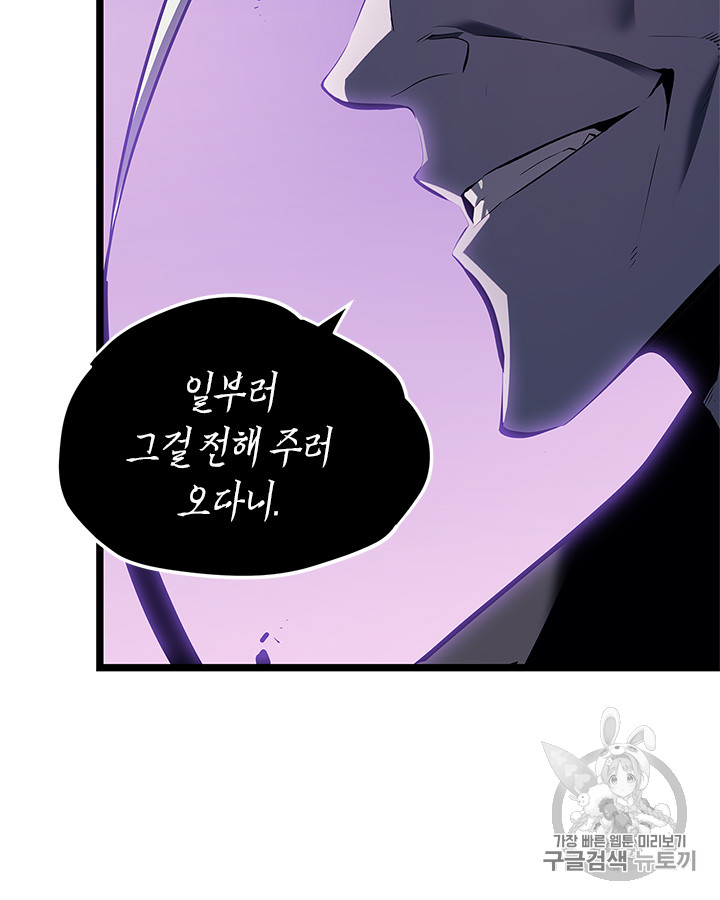 일부러
그걸 전해 주러
오다니.
가장 빠른 웹툰 미리보기
구글검색 뉴토끼